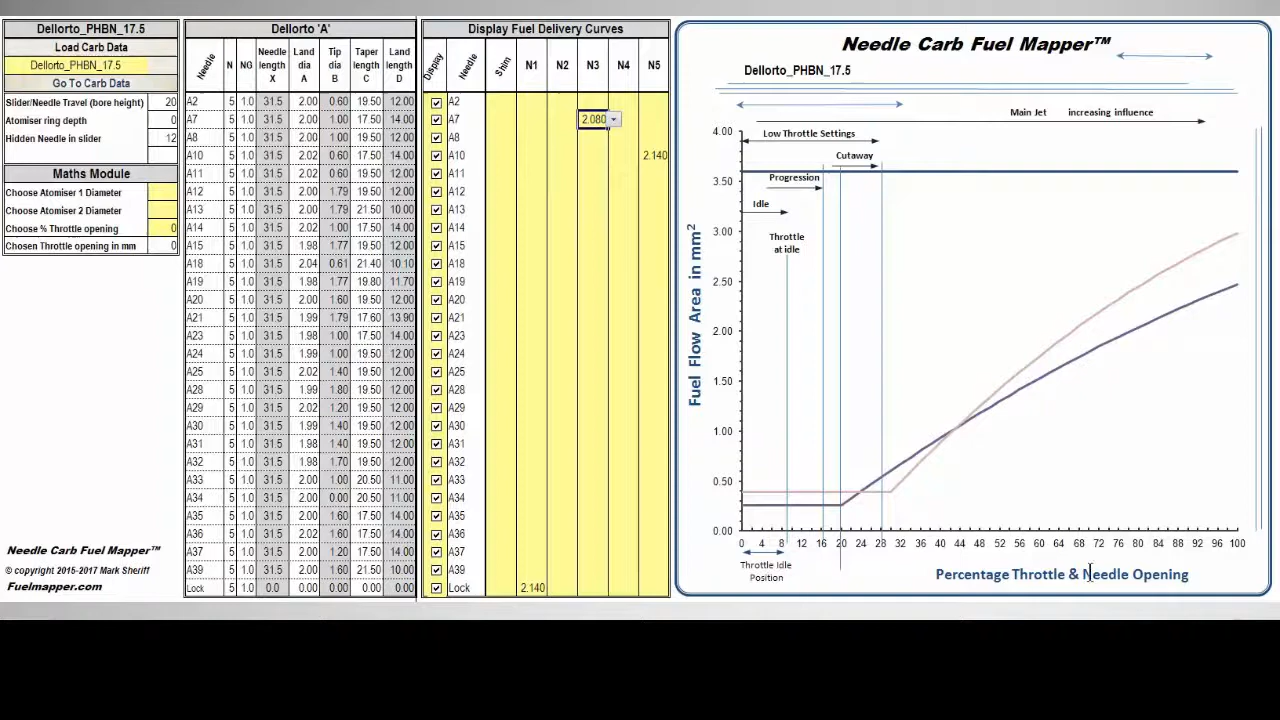 Dellorto_PHBN_17.5
Load Carb Data
Dellorto_PHBN_17.5
Go To Carb Data
Slider/Needle Travel (bore height) 20
Atomiser ring depth 0
Hidden Needle in slider 12
Maths Module
Choose Atomiser 1 Diameter
Choose Atomiser 2 Diameter
Choose % Throttle opening 0
Chosen Throttle opening in mm 0
Needle Carb Fuel Mapper™
© copyright 2015-2017 Mark Sheriff
Fuelmapper.com
Dellorto 'A'
Needle N NG Needle length X Land dia A Tip dia B Taper length C Land length D
A2 5 1.0 31.5 2.00 0.60 19.50 12.00
A7 5 1.0 31.5 2.00 1.00 17.50 14.00
A8 5 1.0 31.5 2.00 1.00 19.50 12.00
A10 5 1.0 31.5 2.02 0.60 17.50 14.00
A11 5 1.0 31.5 2.02 0.60 19.50 12.00
A12 5 1.0 31.5 2.00 1.79 19.50 12.00
A13 5 1.0 31.5 2.00 1.79 21.50 10.00
A14 5 1.0 31.5 2.02 1.00 17.50 14.00
A15 5 1.0 31.5 1.98 1.77 19.50 12.00
A18 5 1.0 31.5 2.04 0.61 21.40 10.10
A19 5 1.0 31.5 1.98 1.77 19.80 11.70
A20 5 1.0 31.5 2.00 1.60 19.50 12.00
A21 5 1.0 31.5 1.99 1.79 17.60 13.90
A23 5 1.0 31.5 1.98 1.00 17.50 14.00
A24 5 1.0 31.5 1.99 1.00 19.50 12.00
A25 5 1.0 31.5 2.02 1.40 19.50 12.00
A28 5 1.0 31.5 1.99 1.80 19.50 12.00
A29 5 1.0 31.5 2.02 1.20 19.50 12.00
A30 5 1.0 31.5 1.99 1.40 19.50 12.00
A31 5 1.0 31.5 1.98 1.40 19.50 12.00
A32 5 1.0 31.5 1.98 1.70 19.50 12.00
A33 5 1.0 31.5 2.00 1.00 20.50 11.00
A34 5 1.0 31.5 2.00 0.00 20.50 11.00
A35 5 1.0 31.5 2.00 1.60 17.50 14.00
A36 5 1.0 31.5 2.02 1.60 17.50 14.00
A37 5 1.0 31.5 2.00 1.20 17.50 14.00
A39 5 1.0 31.5 2.00 1.60 21.50 10.00
Lock 5 1.0 0.0 0.00 0.00 0.00 0.00
Display Fuel Delivery Curves
Display Needle Shim N1 N2 N3 N4 N5
A2
A7 2.080
A8
A10 2.140
A11
A12
A13
A14
A15
A18
A19
A20
A21
A23
A24
A25
A28
A29
A30
A31
A32
A33
A34
A35
A36
A37
A39
Lock 2.140
Needle Carb Fuel Mapper™
Dellorto_PHBN_17.5
Main Jet increasing influence
Low Throttle Settings
Cutaway
Progression
Idle
Throttle
at idle
Fuel Flow Area in mm²
4.00
3.50
3.00
2.50
2.00
1.50
1.00
0.50
0.00
0 4 8 12 16 20 24 28 32 36 40 44 48 52 56 60 64 68 72 76 80 84 88 92 96 100
Throttle Idle
Position
Percentage Throttle & Needle Opening